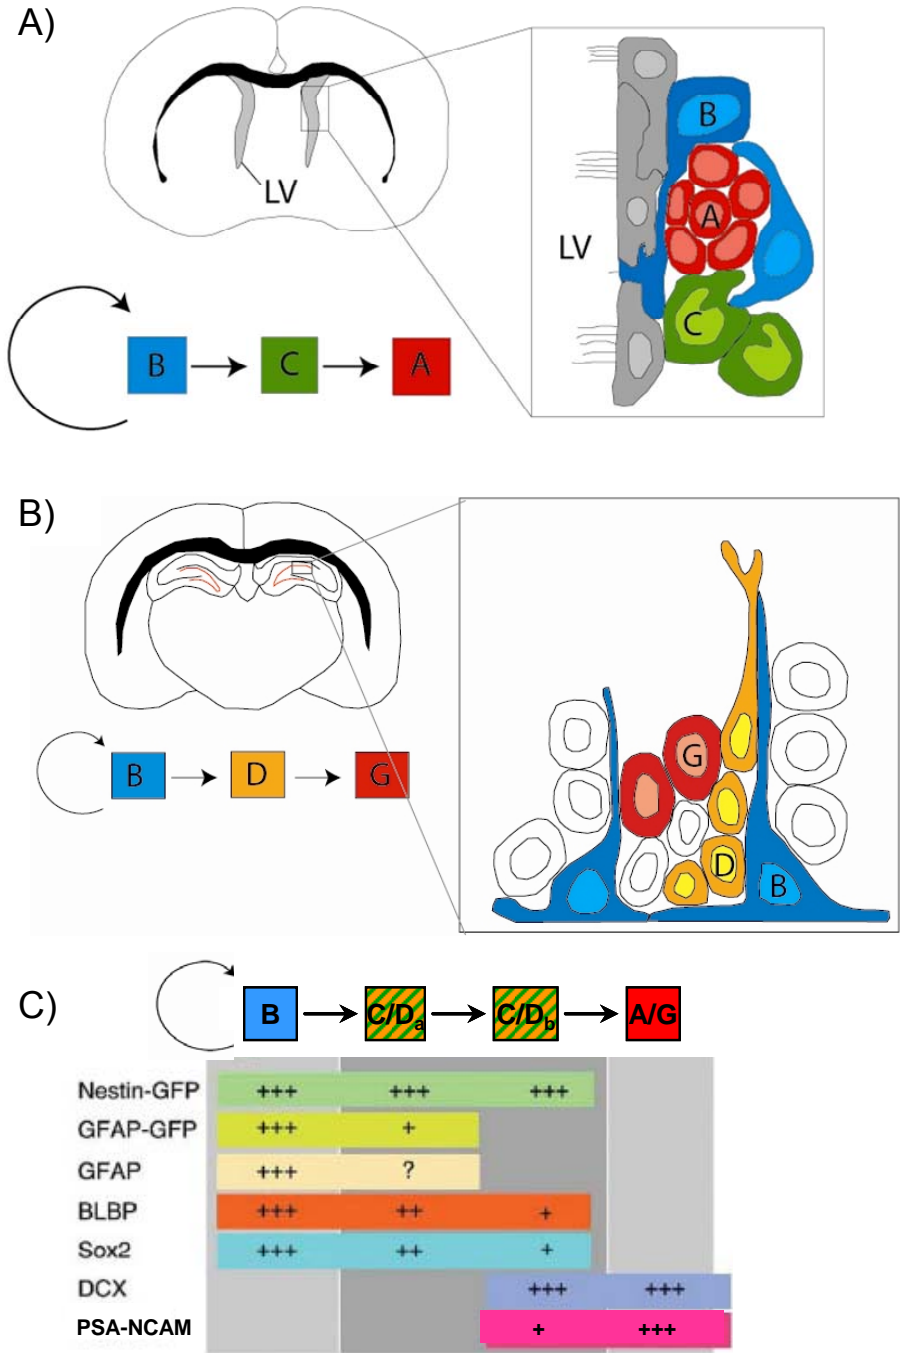 A)
LV
B
A
LV
C
B C A
B)
B D G
G
D
B
C)
B C/Da C/Db A/G
Nestin-GFP +++ +++ +++
GFAP-GFP +++ +
GFAP +++ ?
BLBP +++ ++ +
Sox2 +++ ++ +
DCX +++ +++
PSA-NCAM + +++